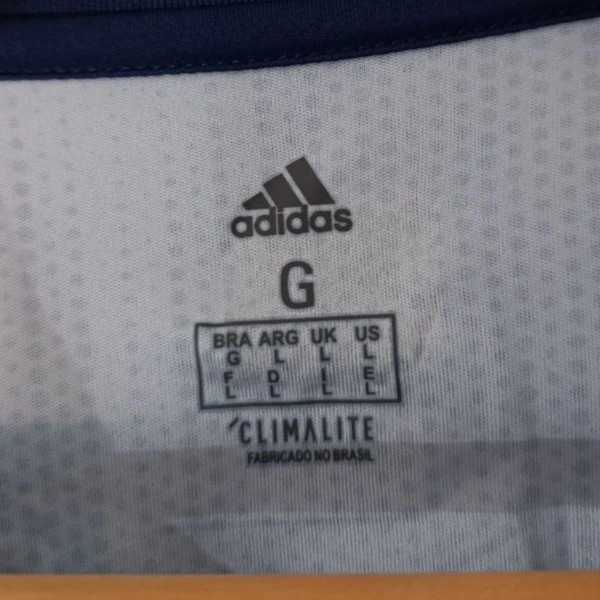 adidas
G
BRA ARG UK US
G L L L
F D I E
L L L L
CLIMALITE
FABRICADO NO BRASIL